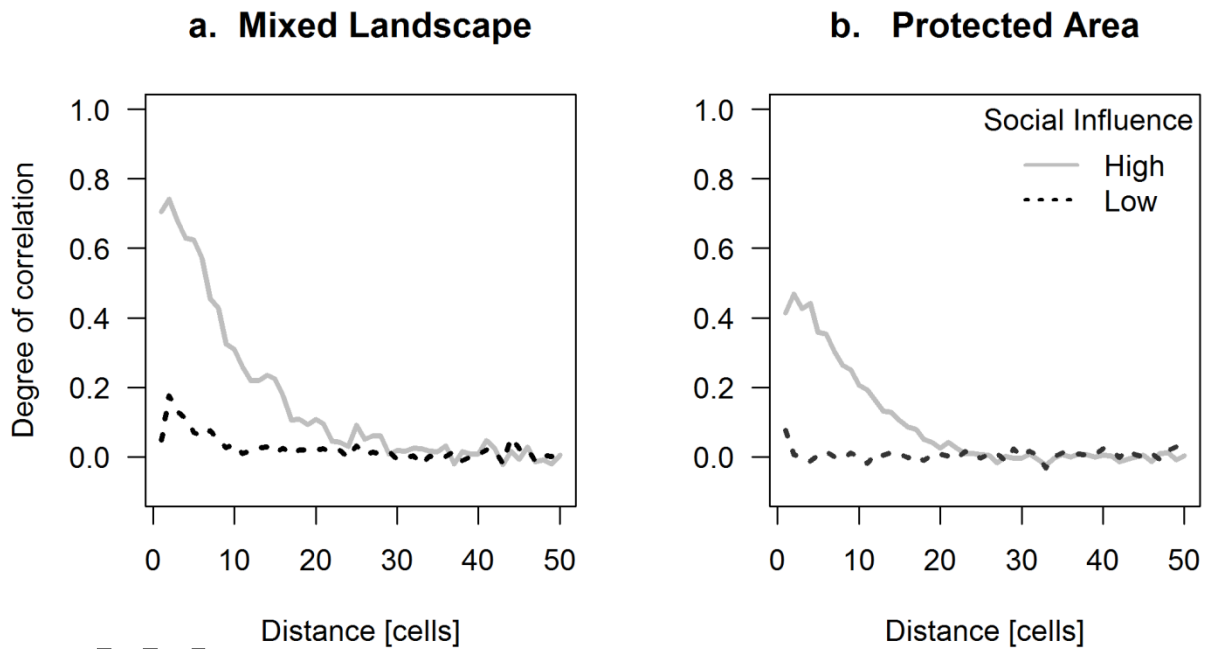 a. Mixed Landscape
b. Protected Area
Degree of correlation
1.0
0.8
0.6
0.4
0.2
0.0
0 10 20 30 40 50
Distance [cells]
1.0
0.8
0.6
0.4
0.2
0.0
Social Influence
High
Low
0 10 20 30 40 50
Distance [cells]